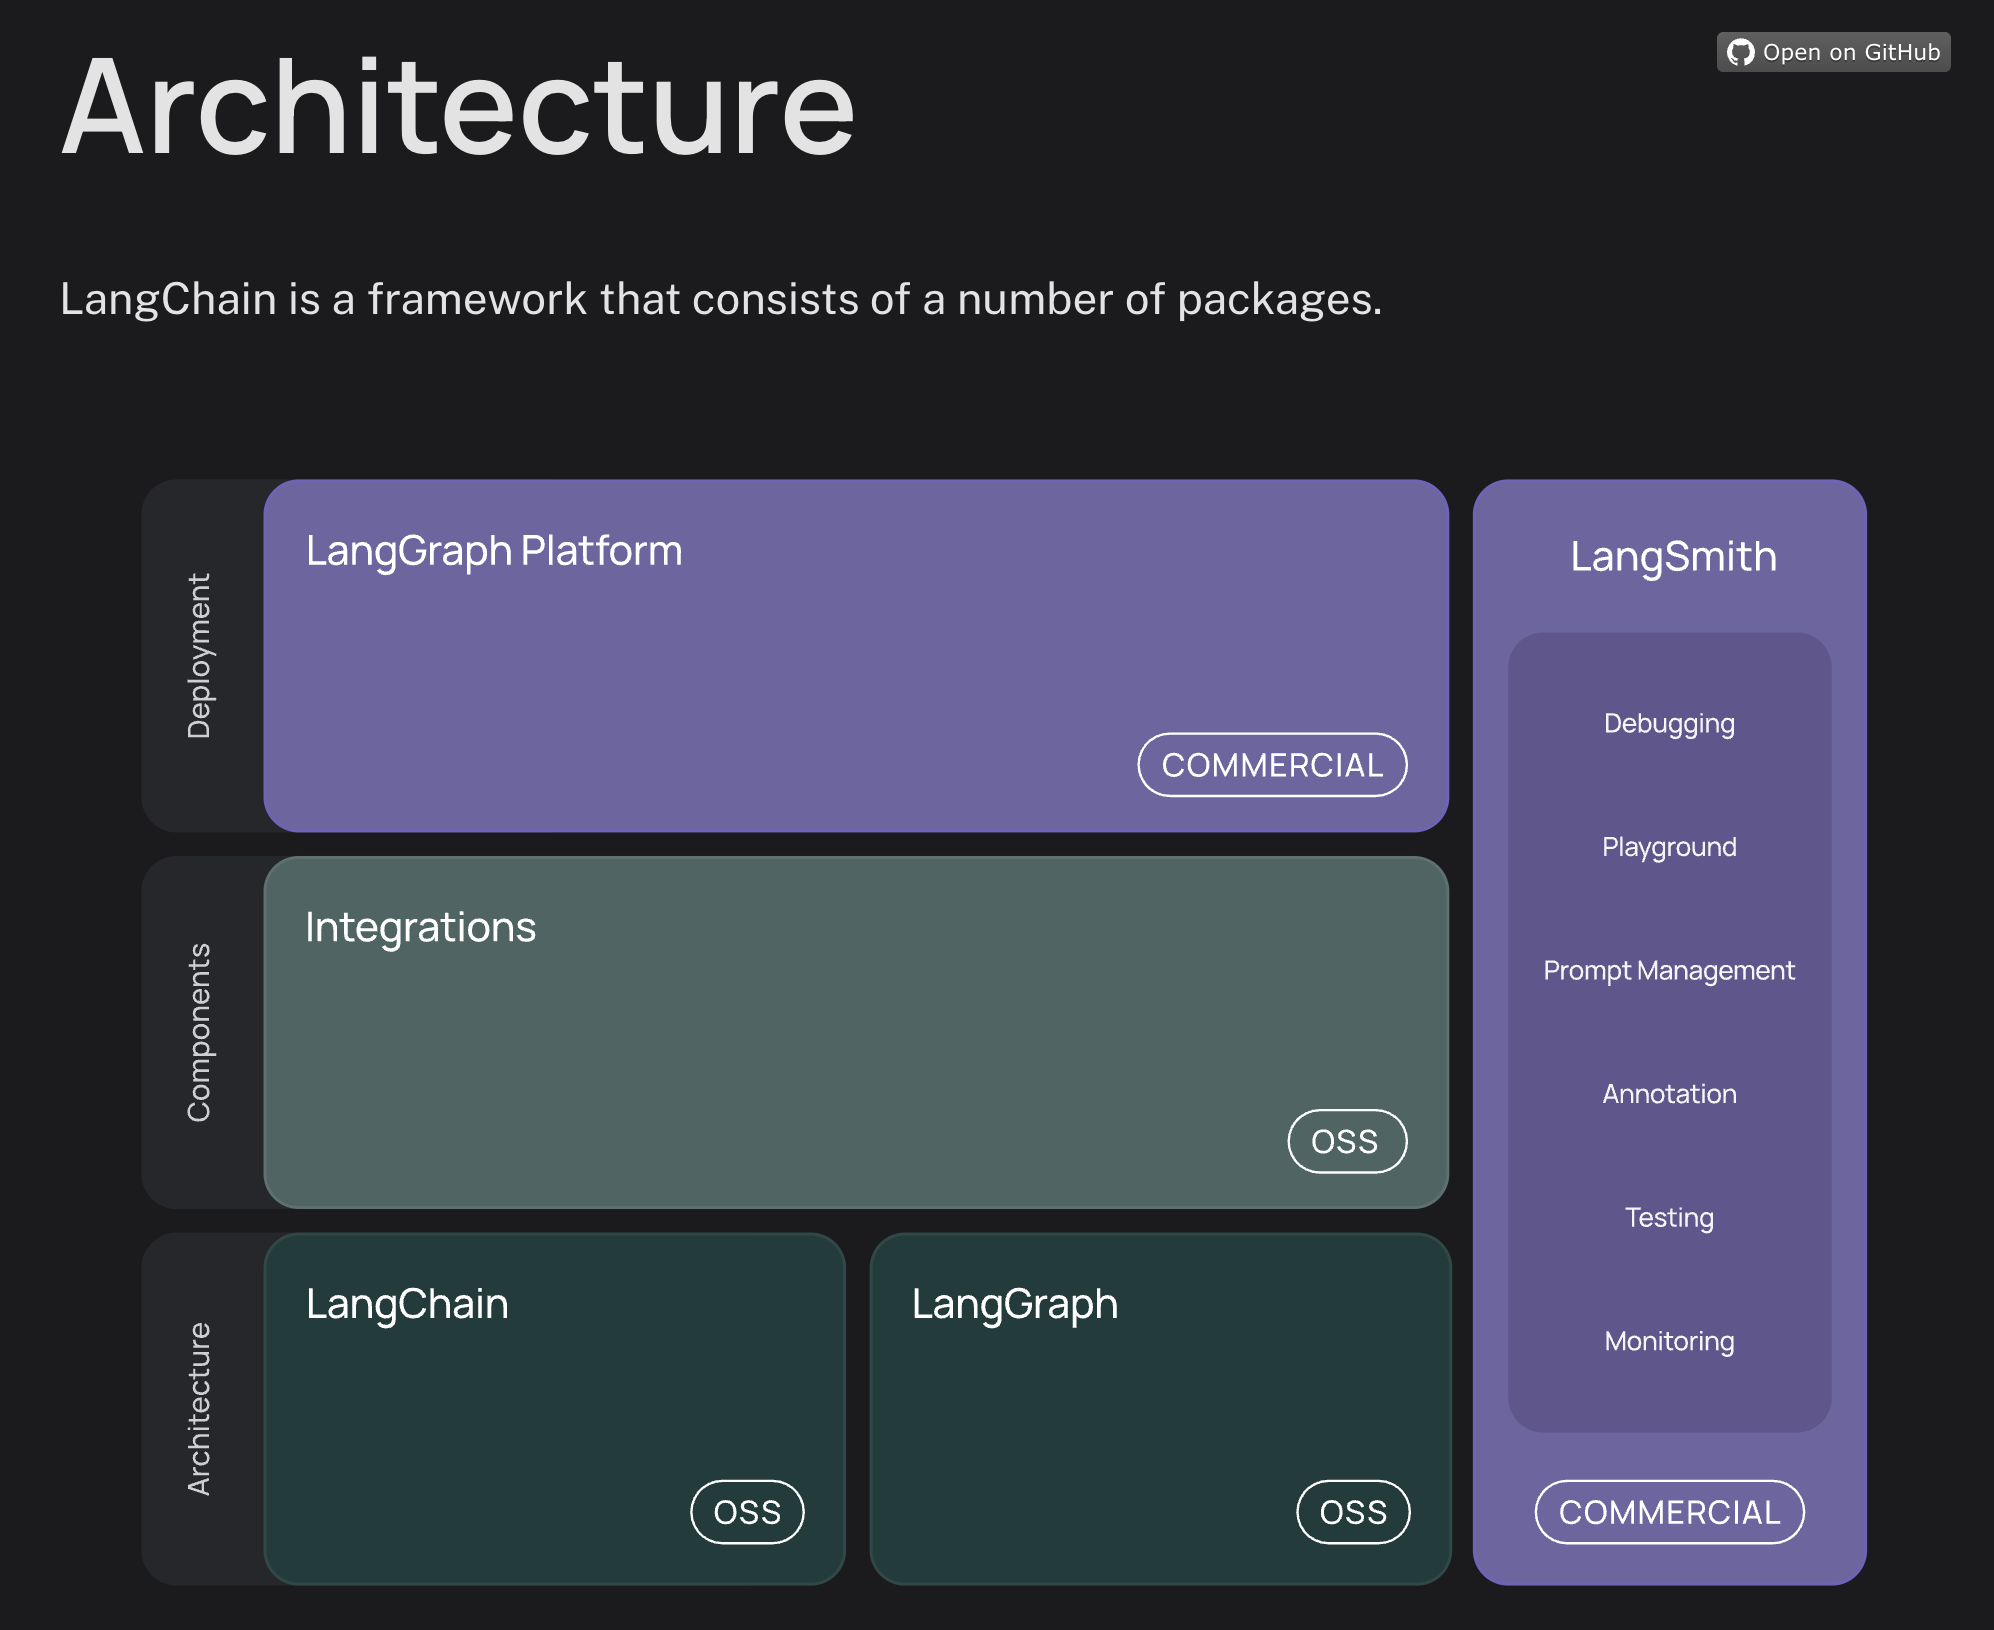 Architecture
Open on GitHub
LangChain is a framework that consists of a number of packages.
Deployment
LangGraph Platform
COMMERCIAL
Components
Integrations
OSS
Architecture
LangChain
OSS
LangGraph
OSS
LangSmith
Debugging
Playground
Prompt Management
Annotation
Testing
Monitoring
COMMERCIAL